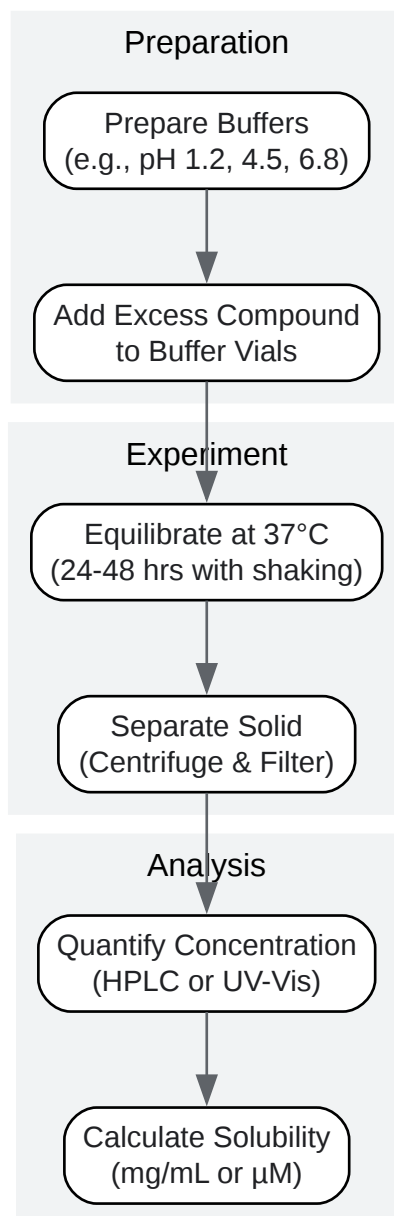 Preparation
Prepare Buffers
(e.g., pH 1.2, 4.5, 6.8)
Add Excess Compound
to Buffer Vials
Experiment
Equilibrate at 37°C
(24-48 hrs with shaking)
Separate Solid
(Centrifuge & Filter)
Analysis
Quantify Concentration
(HPLC or UV-Vis)
Calculate Solubility
(mg/mL or µM)